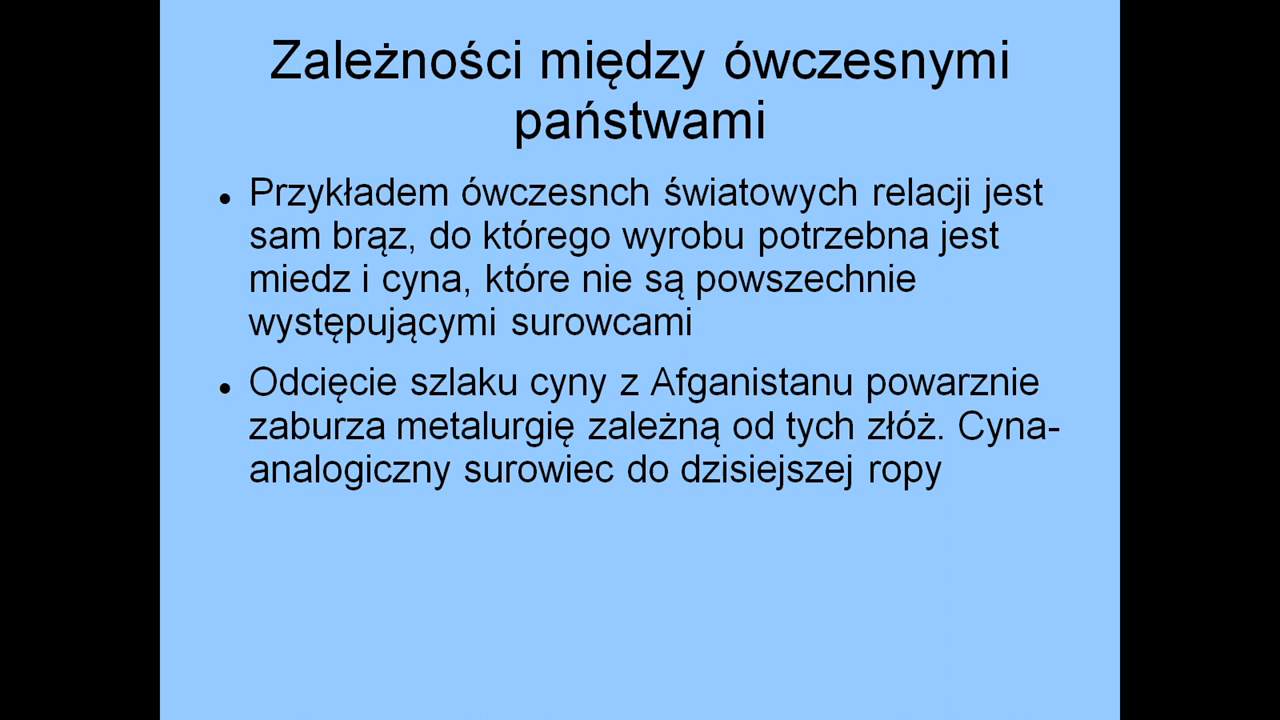 Zależności między ówczesnymi
państwami
Przykładem ówczesnch światowych relacji jest
sam brąz, do którego wyrobu potrzebna jest
miedz i cyna, które nie są powszechnie
występującymi surowcami
Odcięcie szlaku cyny z Afganistanu powarznie
zaburza metalurgię zależną od tych złóż. Cyna-
analogiczny surowiec do dzisiejszej ropy